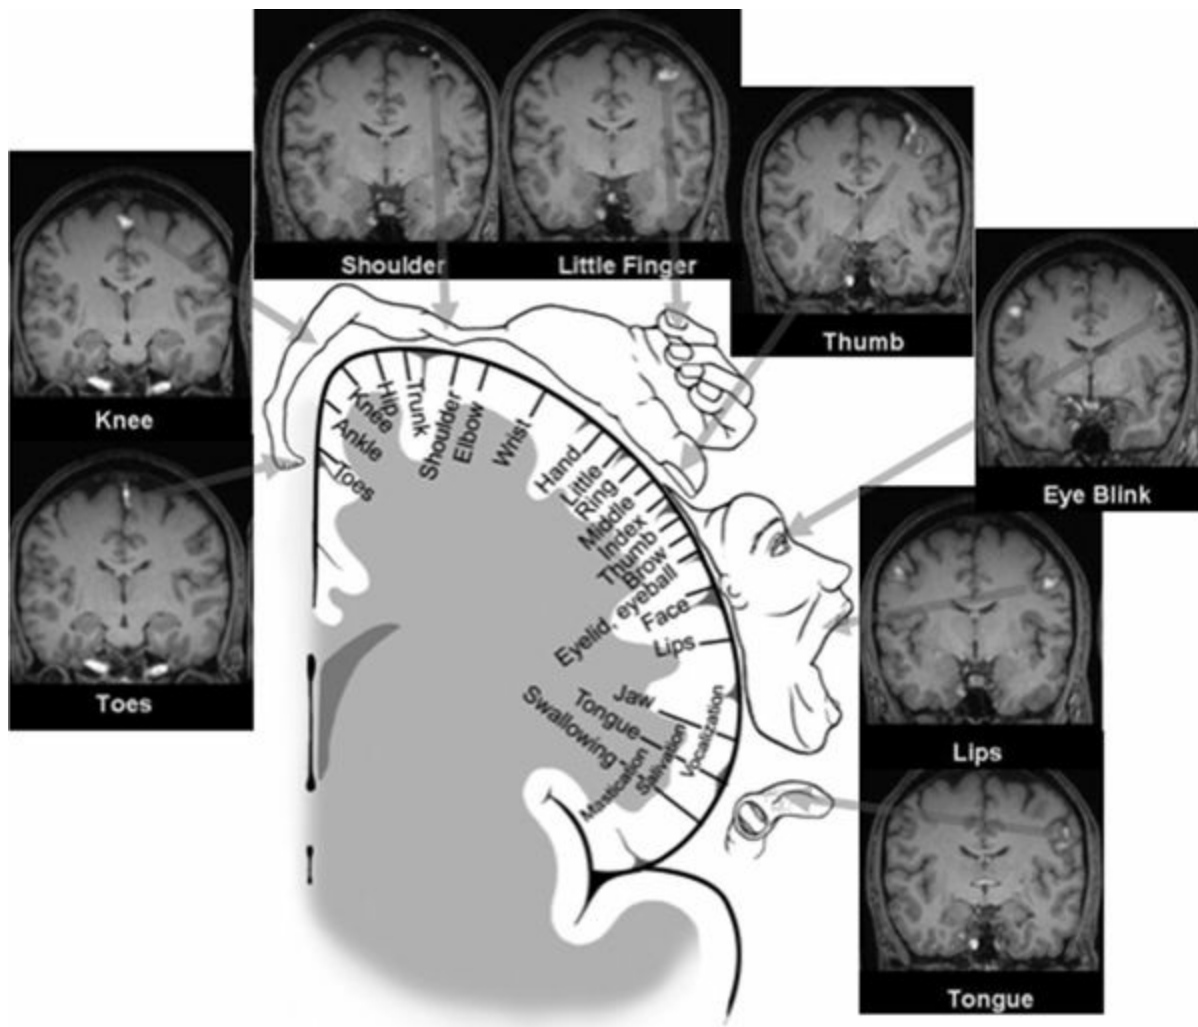 Shoulder
Little Finger
Thumb
Knee
Eye Blink
Toes
Lips
Tongue
Toes
Ankle
Knee
Hip
Trunk
Shoulder
Elbow
Wrist
Hand
Little
Ring
Middle
Index
Thumb
Brow
Eyelid, eyeball
Face
Lips
Jaw
Tongue
Swallowing
Vocalization
Salivation
Mastication